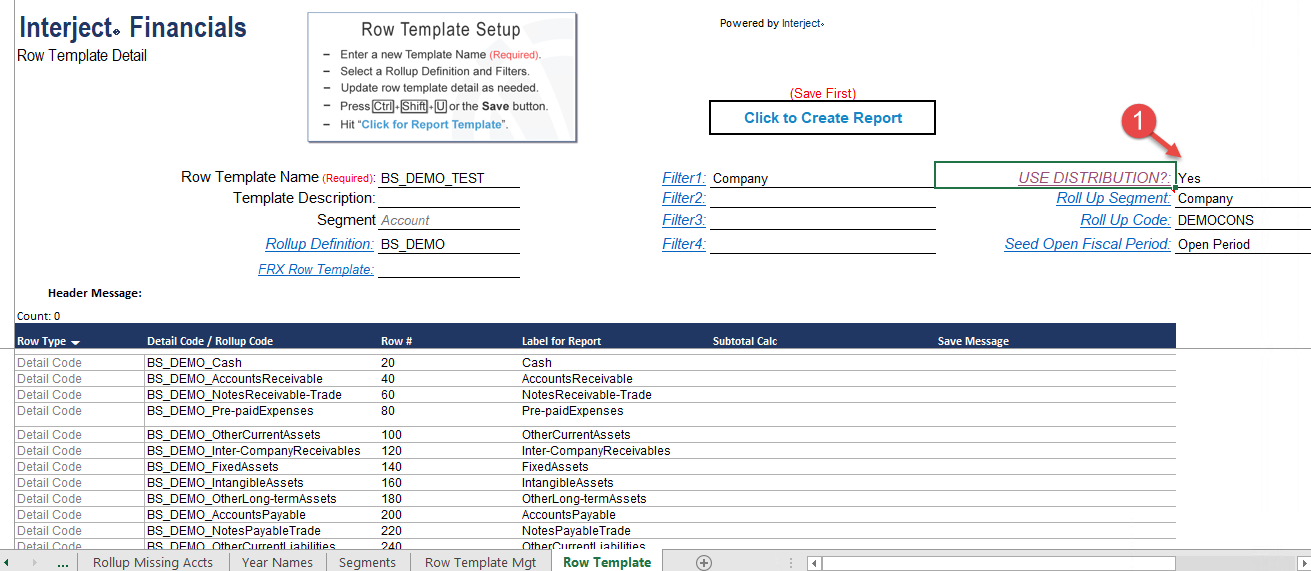 Interject Financials
Row Template Detail
Row Template Setup
– Enter a new Template Name (Required).
– Select a Rollup Definition and Filters.
– Update row template detail as needed.
– Press Ctrl+Shift+U or the Save button.
– Hit “Click for Report Template”.
Powered by Interject
(Save First)
Click to Create Report
1
Row Template Name (Required): BS_DEMO_TEST Filter1: Company USE DISTRIBUTION?: Yes
Template Description: Filter2: Roll Up Segment: Company
Segment Account Filter3: Roll Up Code: DEMOCONS
Rollup Definition: BS_DEMO Filter4: Seed Open Fiscal Period: Open Period
FRX Row Template:
Header Message:
Count: 0
Row Type Detail Code / Rollup Code Row # Label for Report Subtotal Calc Save Message
Detail Code BS_DEMO_Cash 20 Cash
Detail Code BS_DEMO_AccountsReceivable 40 AccountsReceivable
Detail Code BS_DEMO_NotesReceivable-Trade 60 NotesReceivable-Trade
Detail Code BS_DEMO_Pre-paidExpenses 80 Pre-paidExpenses
Detail Code BS_DEMO_OtherCurrentAssets 100 OtherCurrentAssets
Detail Code BS_DEMO_Inter-CompanyReceivables 120 Inter-CompanyReceivables
Detail Code BS_DEMO_FixedAssets 140 FixedAssets
Detail Code BS_DEMO_IntangibleAssets 160 IntangibleAssets
Detail Code BS_DEMO_OtherLong-termAssets 180 OtherLong-termAssets
Detail Code BS_DEMO_AccountsPayable 200 AccountsPayable
Detail Code BS_DEMO_NotesPayableTrade 220 NotesPayableTrade
Detail Code BS_DEMO_OtherCurrentLiabilities 240 OtherCurrentLiabilities
... Rollup Missing Accts Year Names Segments Row Template Mgt Row Template